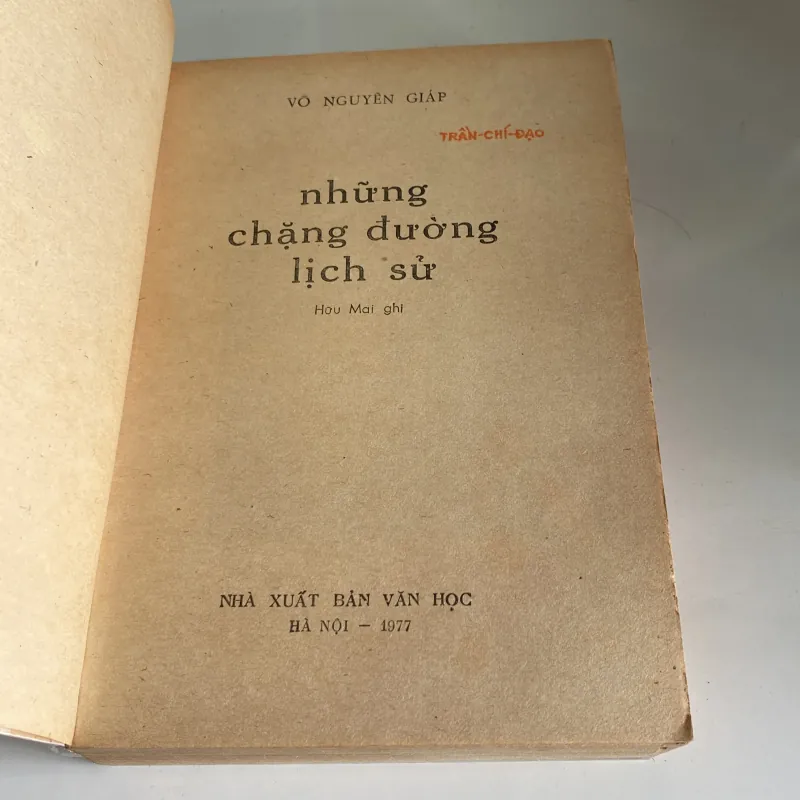 VÕ NGUYÊN GIÁP
TRẦN-CHÍ-ĐẠO
những
chặng đường
lịch sử
Hữu Mai ghi
NHÀ XUẤT BẢN VĂN HỌC
HÀ NỘI — 1977